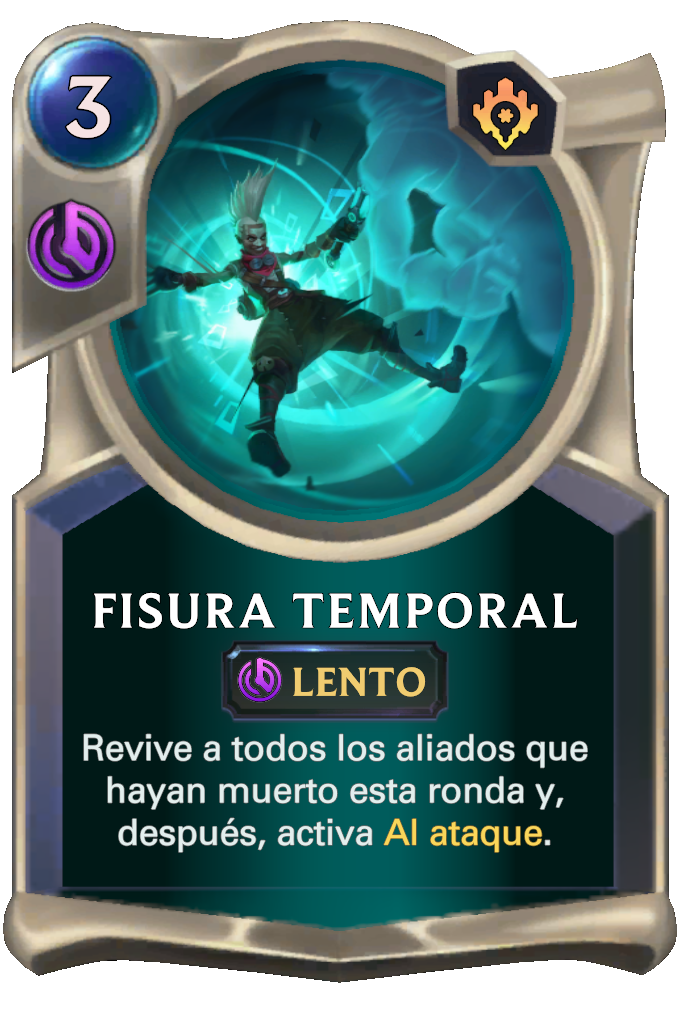 3
FISURA TEMPORAL
LENTO
Revive a todos los aliados que
hayan muerto esta ronda y,
después, activa Al ataque.